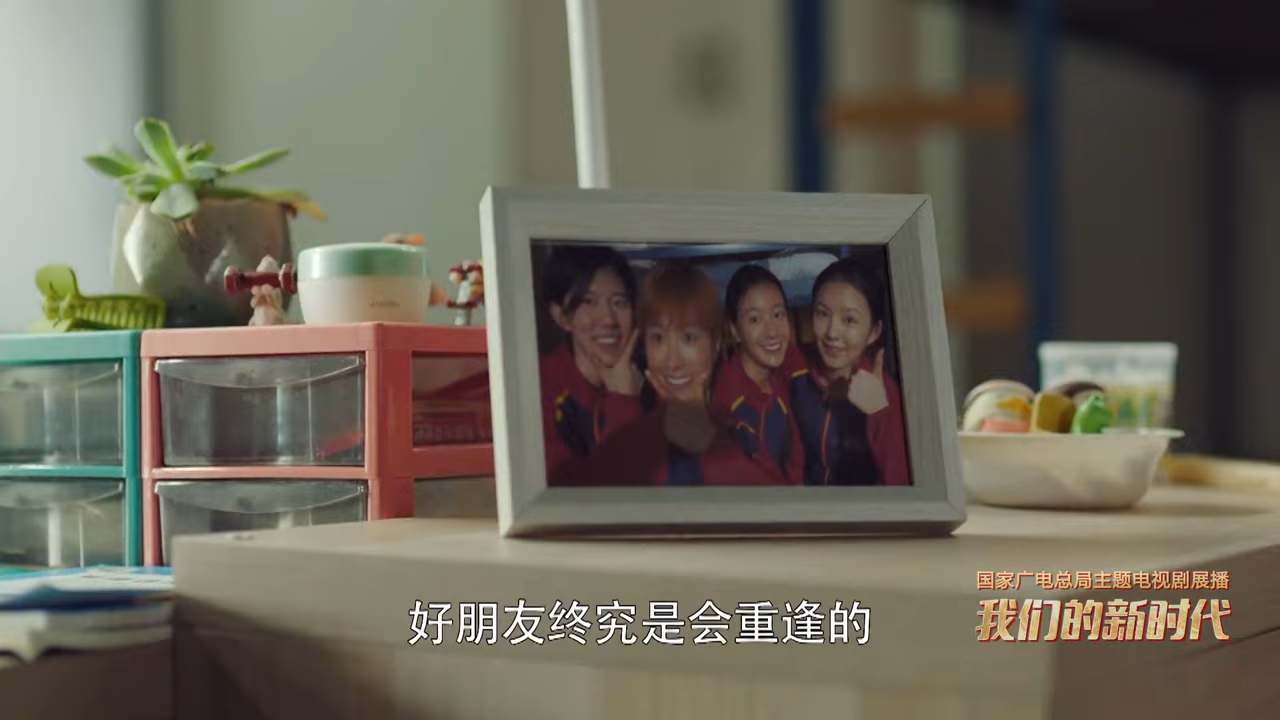 国家广电总局主题电视剧展播
我们的新时代
好朋友终究是会重逢的